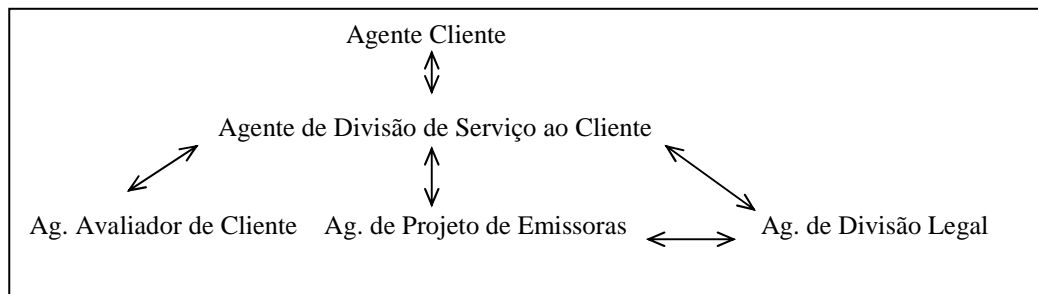 Agente Cliente
Agente de Divisão de Serviço ao Cliente
Ag. Avaliador de Cliente Ag. de Projeto de Emissoras Ag. de Divisão Legal